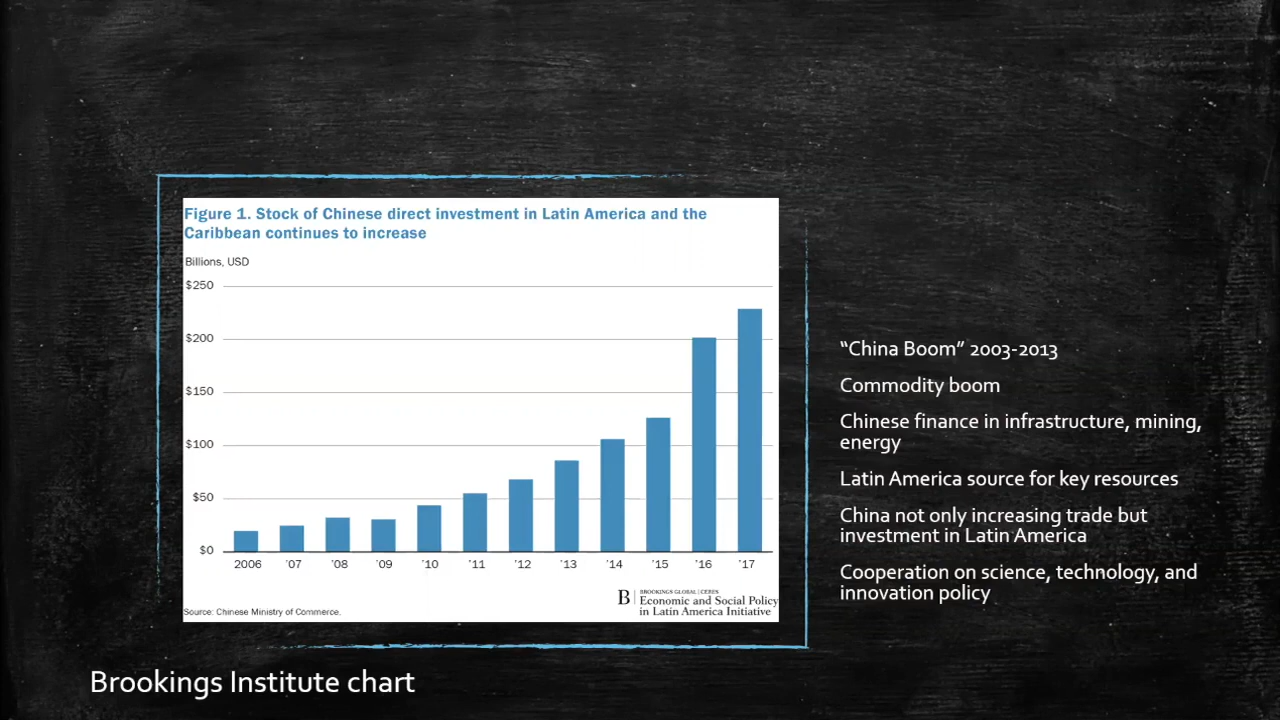 Figure 1. Stock of Chinese direct investment in Latin America and the
Caribbean continues to increase
Billions, USD
$250
$200
$150
$100
$50
$0
2006 '07 '08 '09 '10 '11 '12 '13 '14 '15 '16 '17
Source: Chinese Ministry of Commerce.
B
BROOKINGS GLOBAL | CERES
Economic and Social Policy
in Latin America Initiative
“China Boom” 2003-2013
Commodity boom
Chinese finance in infrastructure, mining,
energy
Latin America source for key resources
China not only increasing trade but
investment in Latin America
Cooperation on science, technology, and
innovation policy
Brookings Institute chart